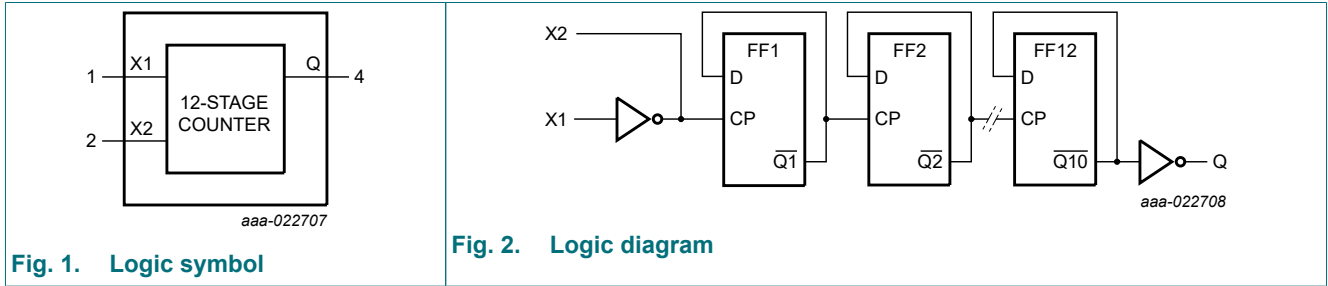 X1
X2
1
2
Q
4
12-STAGE
COUNTER
aaa-022707
Fig. 1. Logic symbol
X2
X1
FF1
D
CP
Q1
FF2
D
CP
Q2
FF12
D
CP
Q10
Q
aaa-022708
Fig. 2. Logic diagram